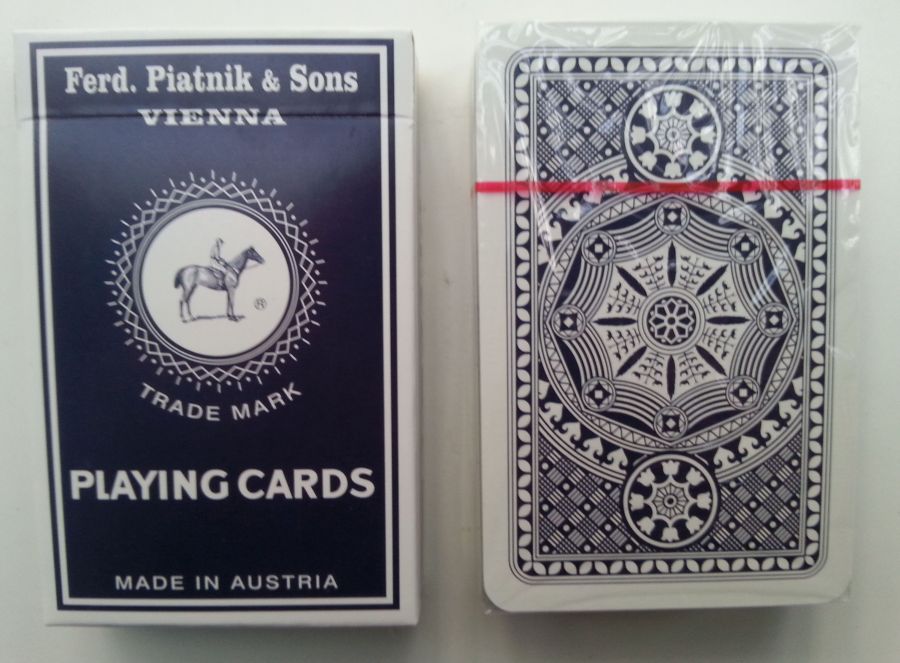 Ferd. Piatnik & Sons
VIENNA
®
TRADE MARK
PLAYING CARDS
MADE IN AUSTRIA